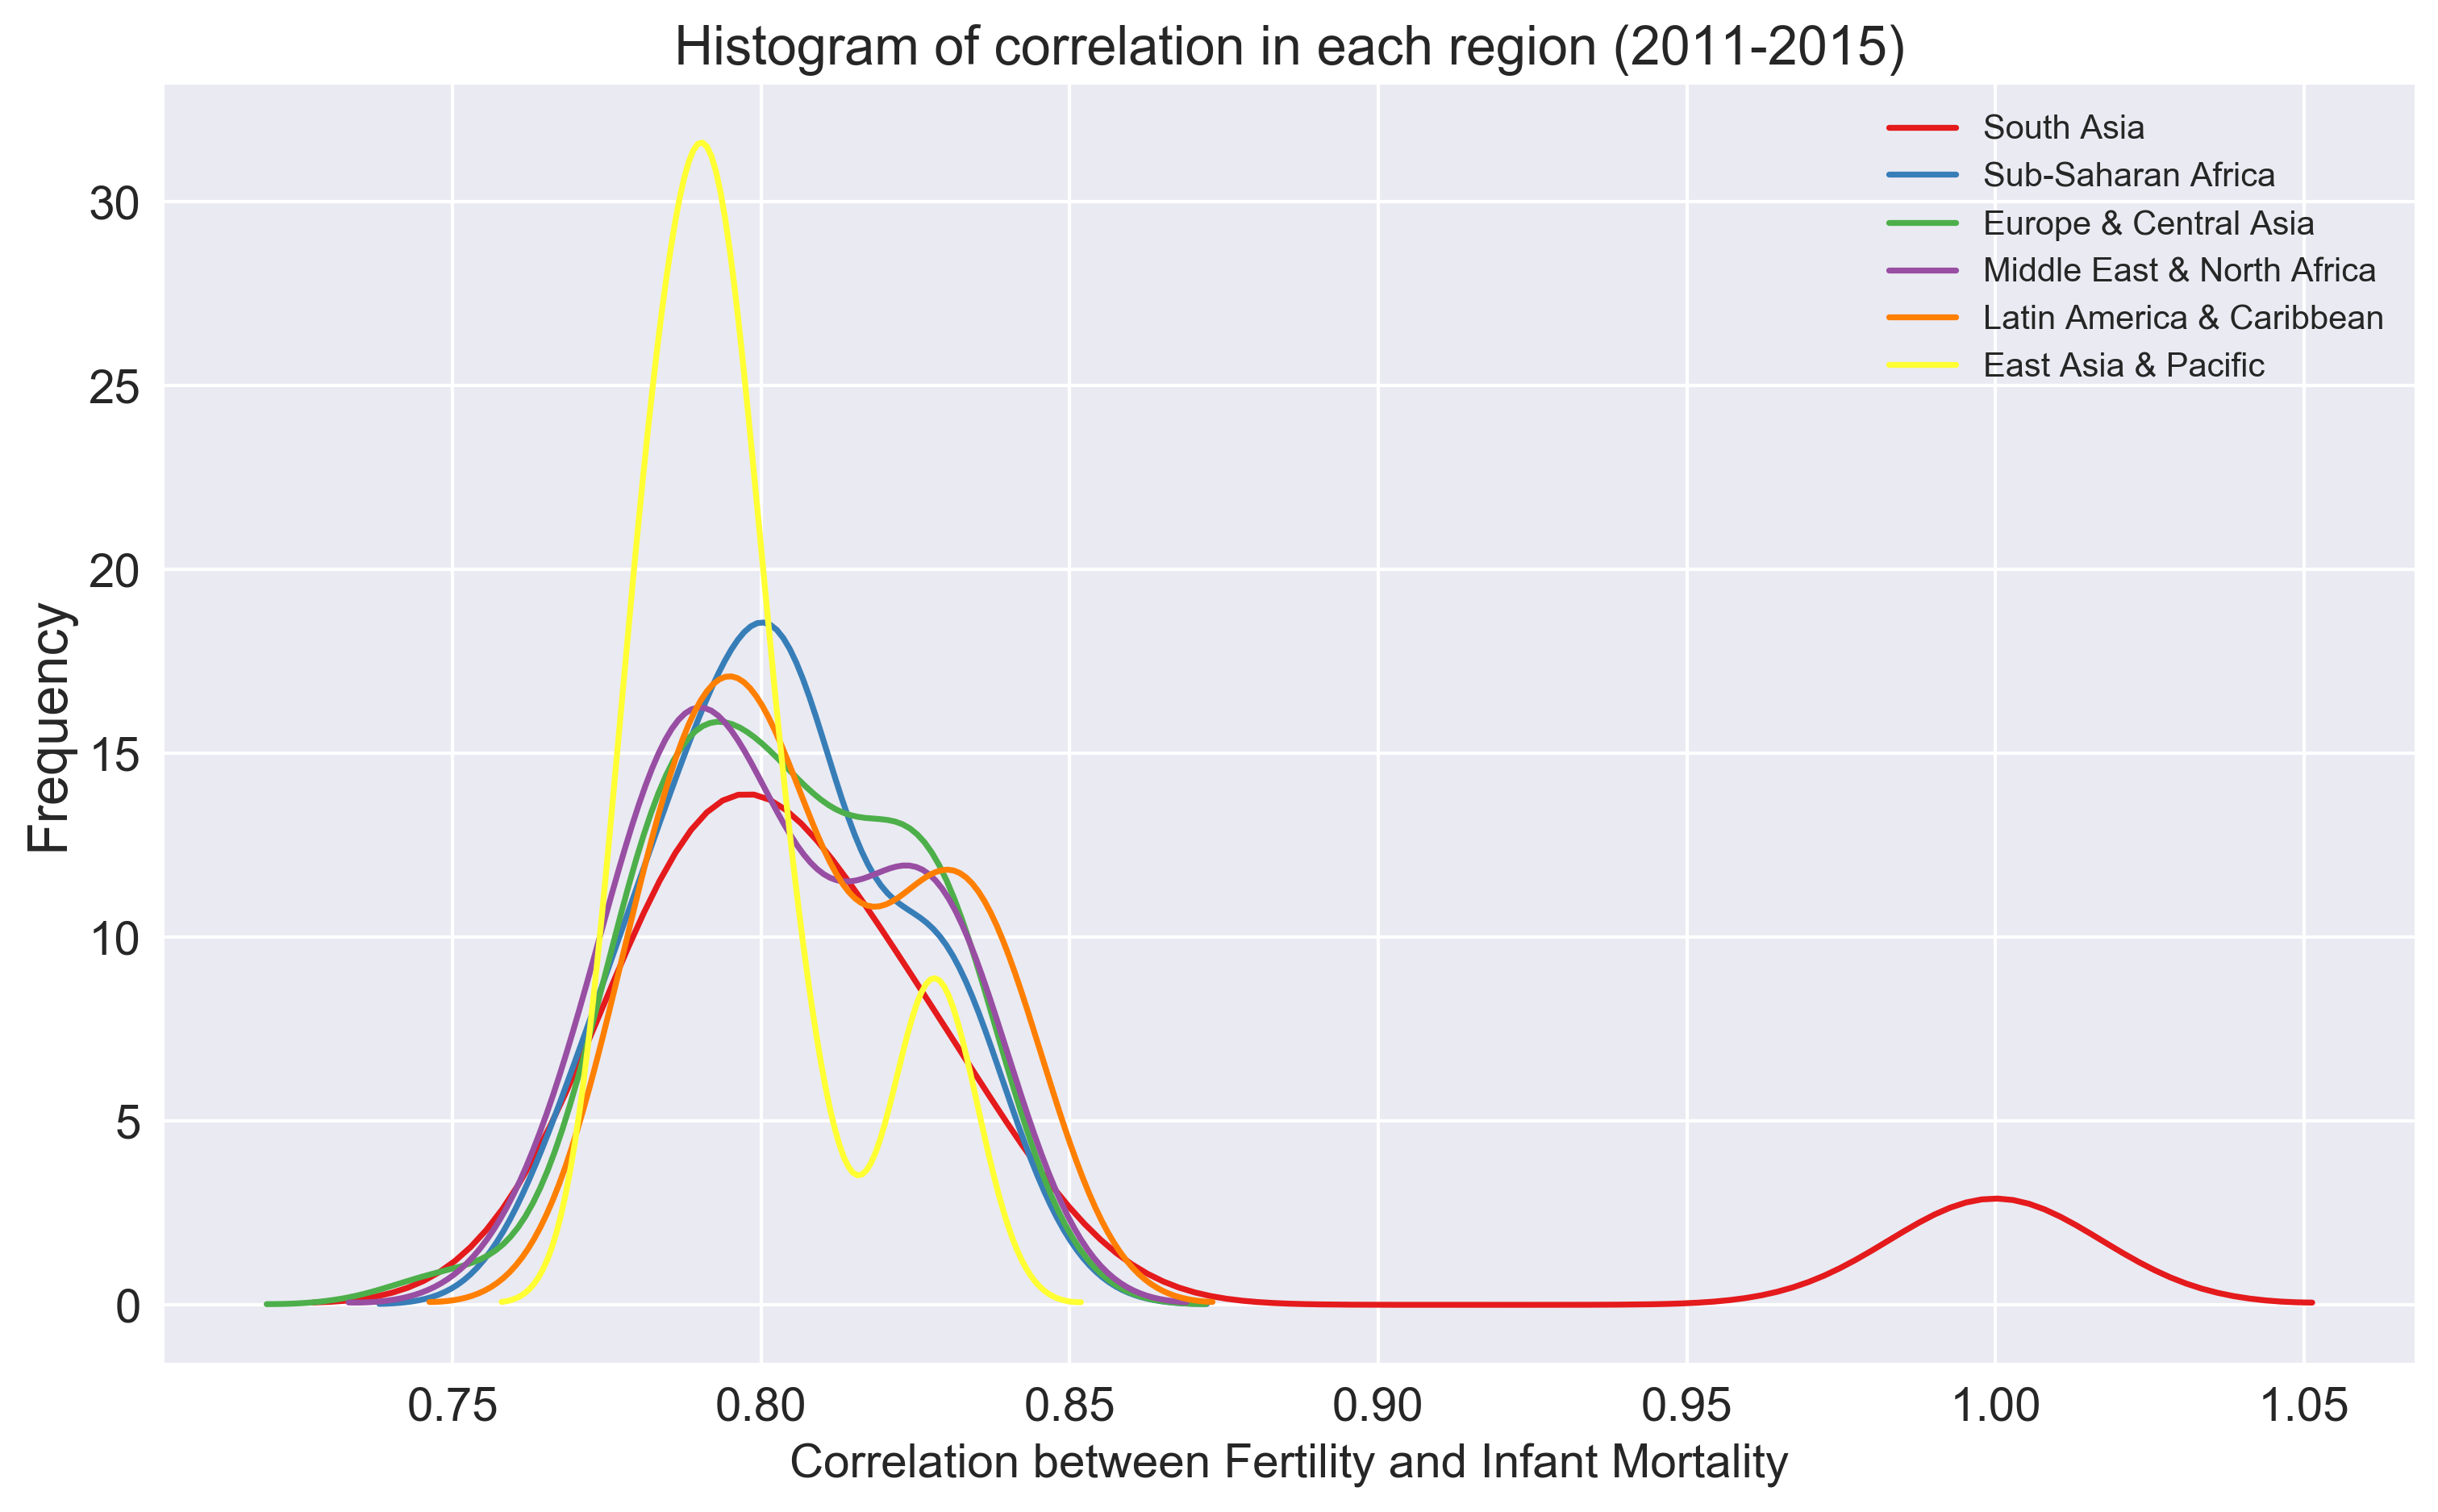 Histogram of correlation in each region (2011-2015)
South Asia
Sub-Saharan Africa
Europe & Central Asia
Middle East & North Africa
Latin America & Caribbean
East Asia & Pacific
Frequency
30
25
20
15
10
5
0
0.75 0.80 0.85 0.90 0.95 1.00 1.05
Correlation between Fertility and Infant Mortality